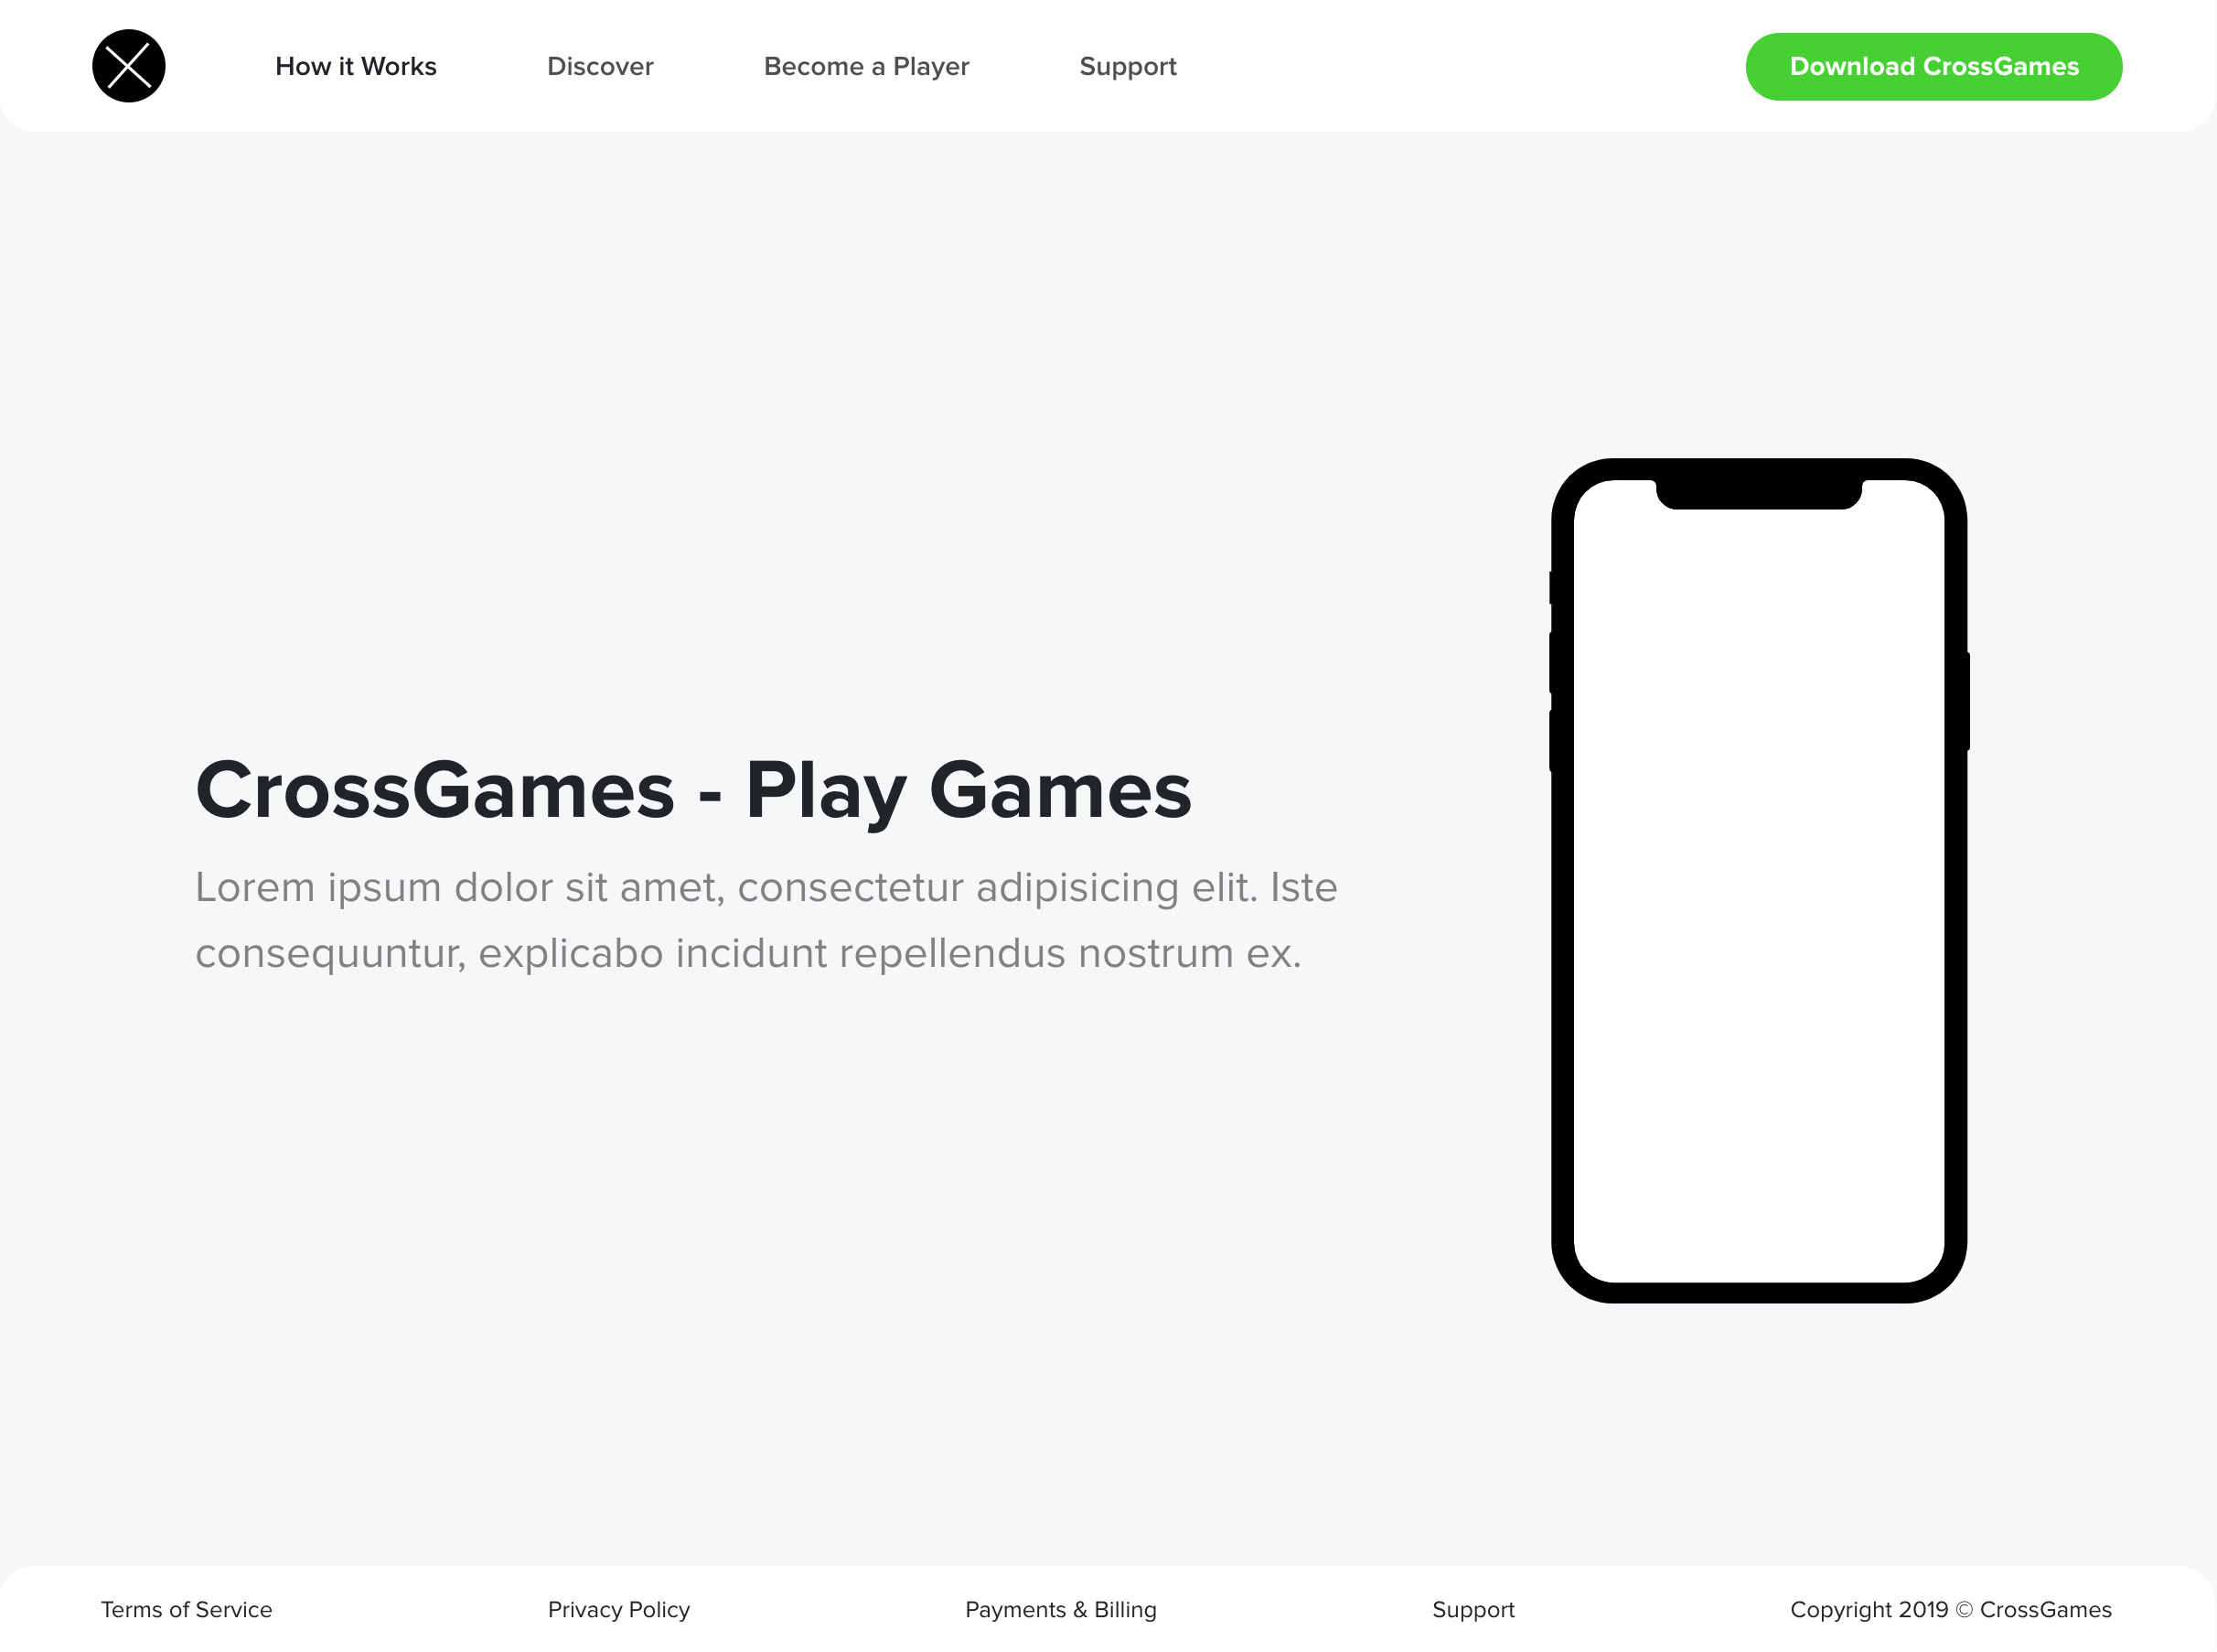 How it Works
Discover
Become a Player
Support
Download CrossGames
CrossGames - Play Games
Lorem ipsum dolor sit amet, consectetur adipisicing elit. Iste
consequuntur, explicabo incidunt repellendus nostrum ex.
Terms of Service
Privacy Policy
Payments & Billing
Support
Copyright 2019 © CrossGames